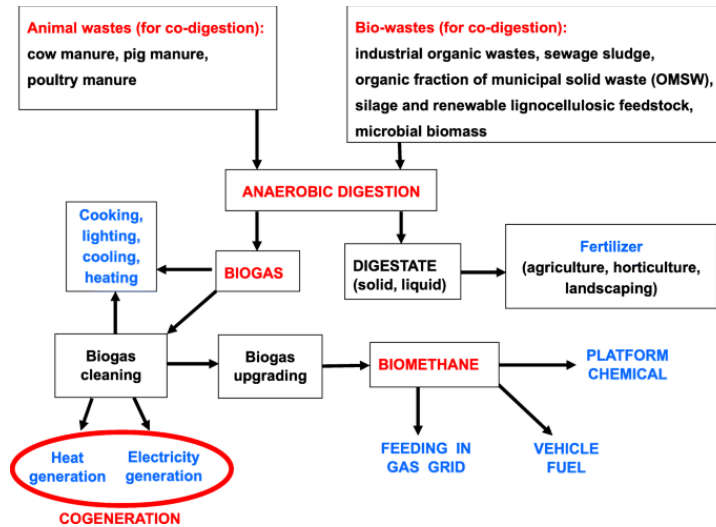 Animal wastes (for co-digestion):
cow manure, pig manure,
poultry manure
Bio-wastes (for co-digestion):
industrial organic wastes, sewage sludge,
organic fraction of municipal solid waste (OMSW),
silage and renewable lignocellulosic feedstock,
microbial biomass
ANAEROBIC DIGESTION
Cooking,
lighting,
cooling,
heating
BIOGAS
DIGESTATE
(solid, liquid)
Fertilizer
(agriculture, horticulture,
landscaping)
Biogas
cleaning
Biogas
upgrading
BIOMETHANE
PLATFORM
CHEMICAL
Heat
generation
Electricity
generation
FEEDING IN
GAS GRID
VEHICLE
FUEL
COGENERATION